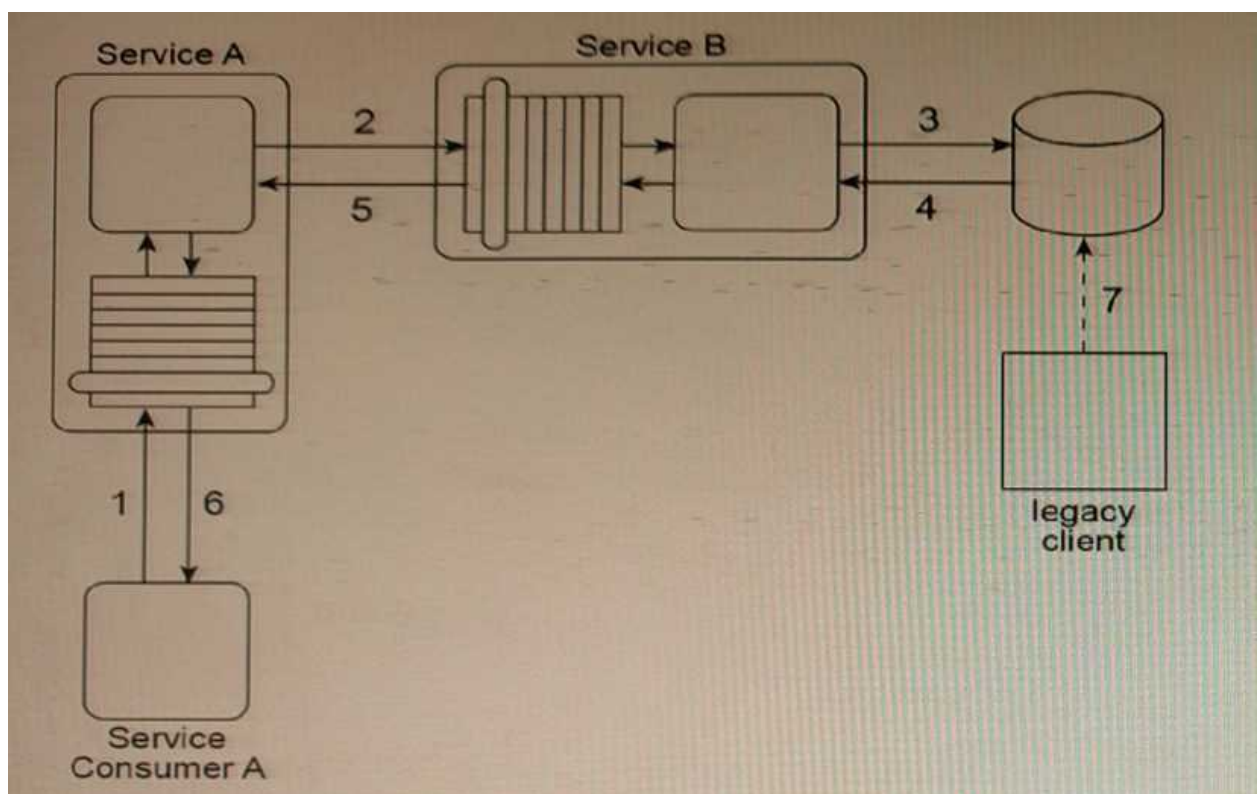 Service A
Service B
2
3
5
4
7
1
6
legacy
client
Service
Consumer A